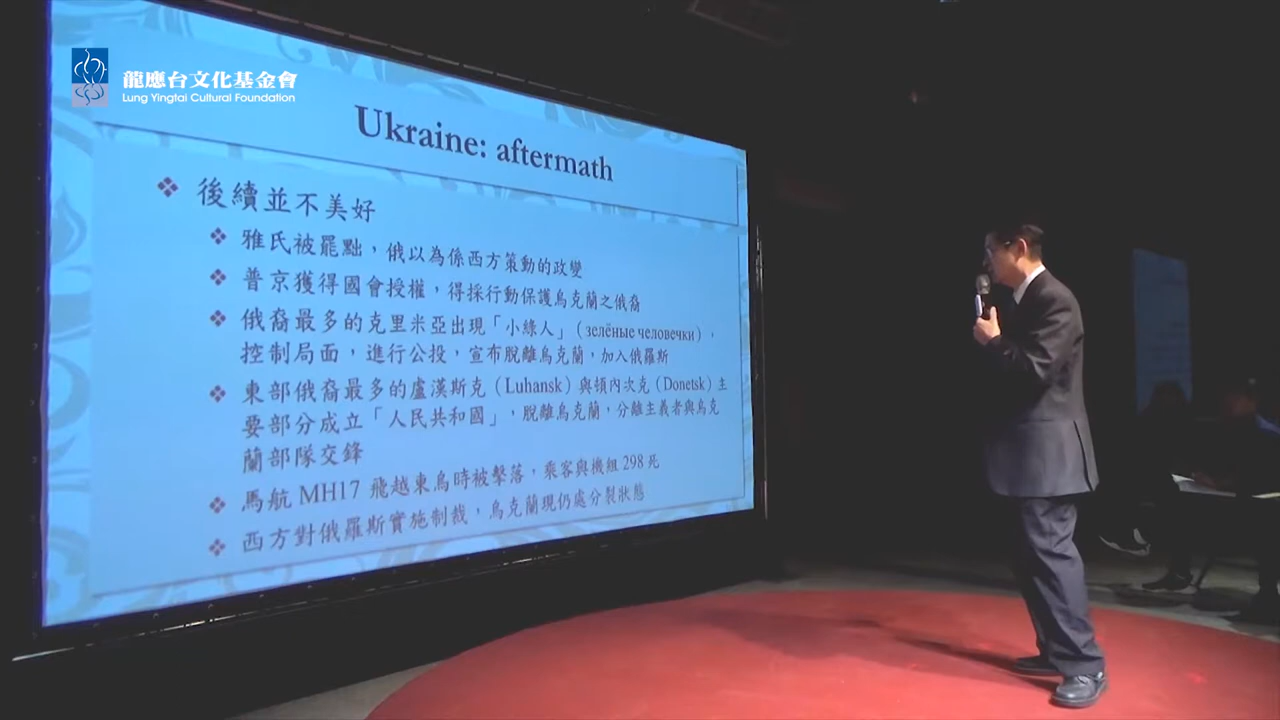 龍應台文化基金會
Lung Yingtai Cultural Foundation
Ukraine: aftermath
後續並不美好
雅氏被罷黜，俄以為係西方策動的政變
普京獲得國會授權，得採行動保護烏克蘭之俄裔
俄裔最多的克里米亞出現「小綠人」（зелёные человечки），
控制局面，進行公投，宣布脫離烏克蘭，加入俄羅斯
東部俄裔最多的盧漢斯克（Luhansk）與頓內次克（Donetsk）主
要部分成立「人民共和國」，脫離烏克蘭，分離主義者與烏克
蘭部隊交鋒
馬航 MH17 飛越東烏時被擊落，乘客與機組 298 死
西方對俄羅斯實施制裁，烏克蘭現仍處分裂狀態